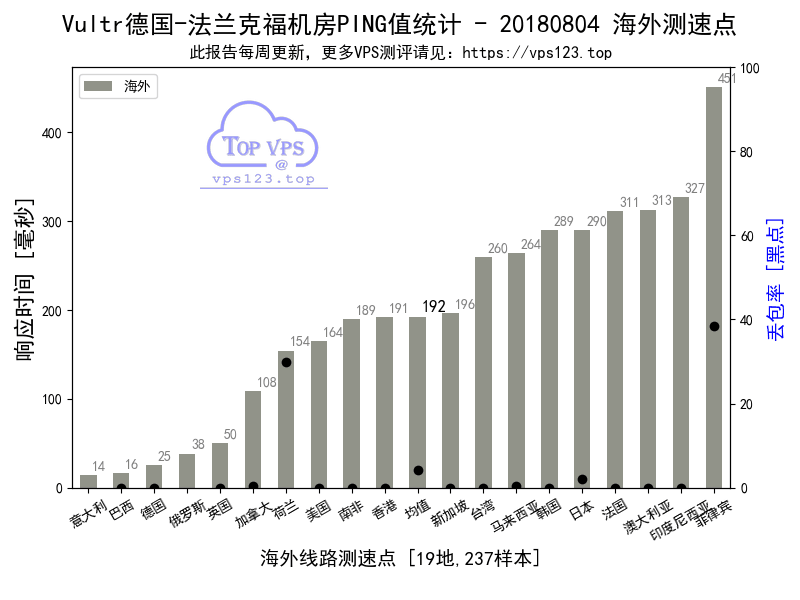 Vultr德国-法兰克福机房PING值统计 - 20180804 海外测速点
此报告每周更新，更多VPS测评请见：https://vps123.top
海外
TOP VPS
@
vps123.top
响应时间 [毫秒]
0
100
200
300
400
14
16
25
38
50
108
154
164
189
191
192
196
260
264
289
290
311
313
327
451
0
20
40
60
80
100
丢包率 [黑点]
意大利
巴西
德国
俄罗斯
英国
加拿大
荷兰
美国
南非
香港
均值
新加坡
台湾
马来西亚
韩国
日本
法国
澳大利亚
印度尼西亚
菲律宾
海外线路测速点 [19地,237样本]